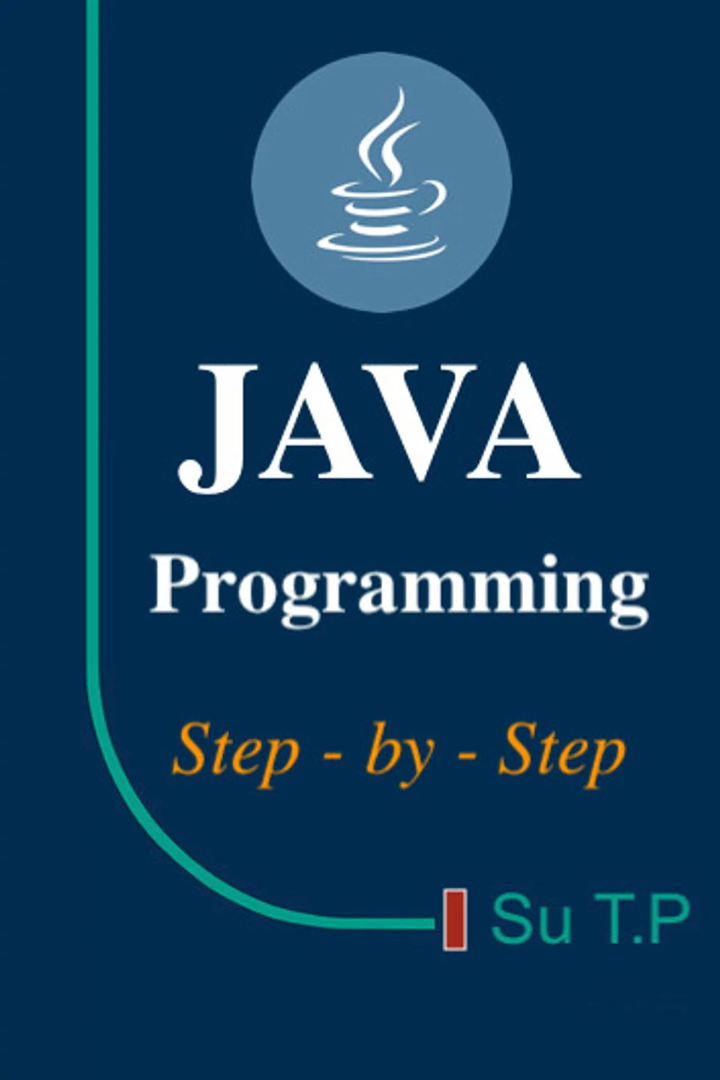 JAVA
Programming
Step - by - Step
Su T.P